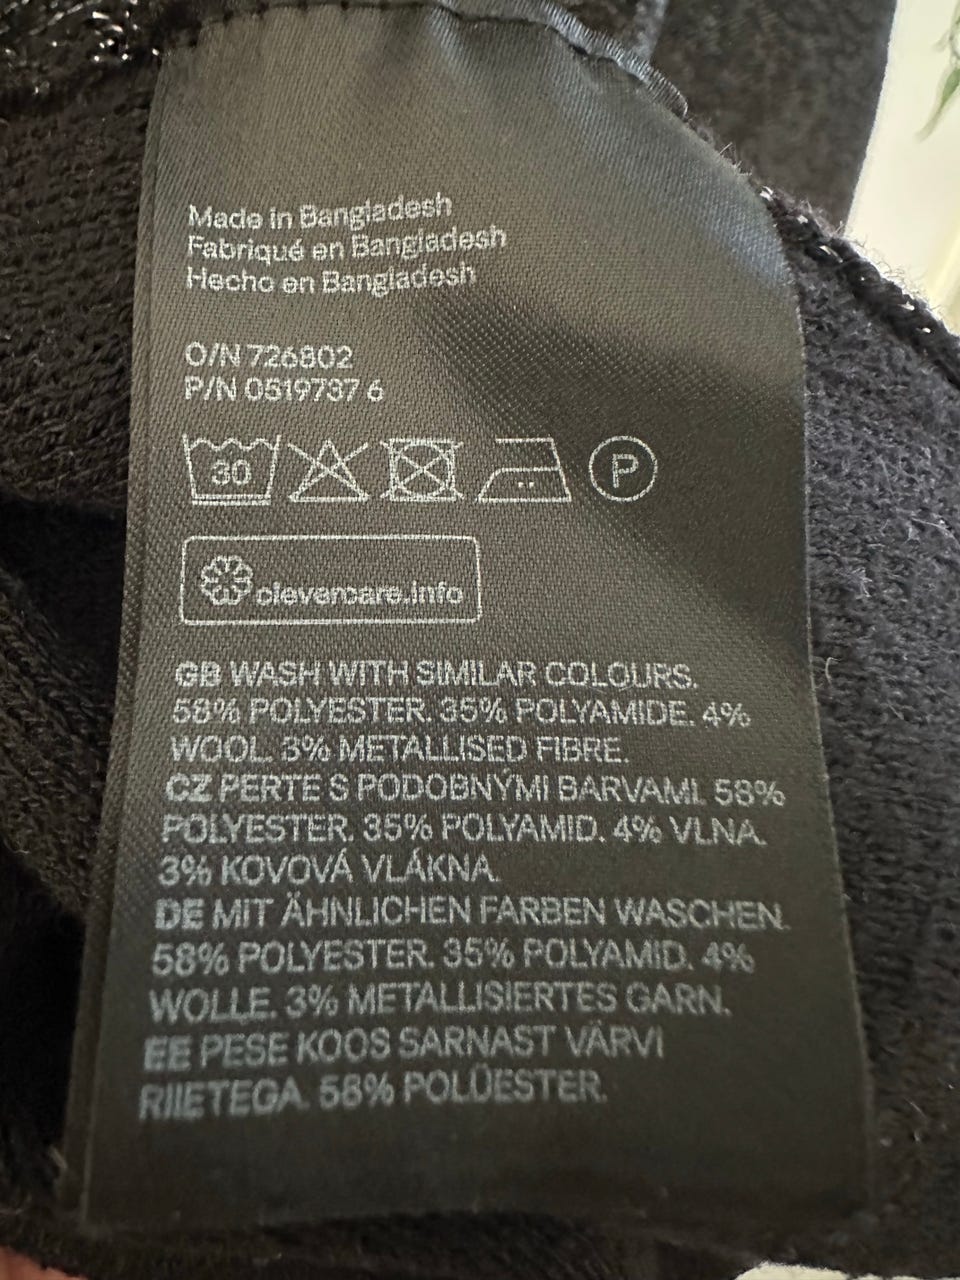 Made in Bangladesh
Fabriqué en Bangladesh
Hecho en Bangladesh
O/N 726802
P/N 0519737 6
30 P
clevercare.info
GB WASH WITH SIMILAR COLOURS.
58% POLYESTER. 35% POLYAMIDE. 4%
WOOL. 3% METALLISED FIBRE.
CZ PERTE S PODOBNÝMI BARVAMI. 58%
POLYESTER. 35% POLYAMID. 4% VLNA.
3% KOVOVÁ VLÁKNA.
DE MIT ÄHNLICHEN FARBEN WASCHEN.
58% POLYESTER. 35% POLYAMID. 4%
WOLLE. 3% METALLISIERTES GARN.
EE PESE KOOS SARNAST VÄRVI
RIIETEGA. 58% POLÜESTER.